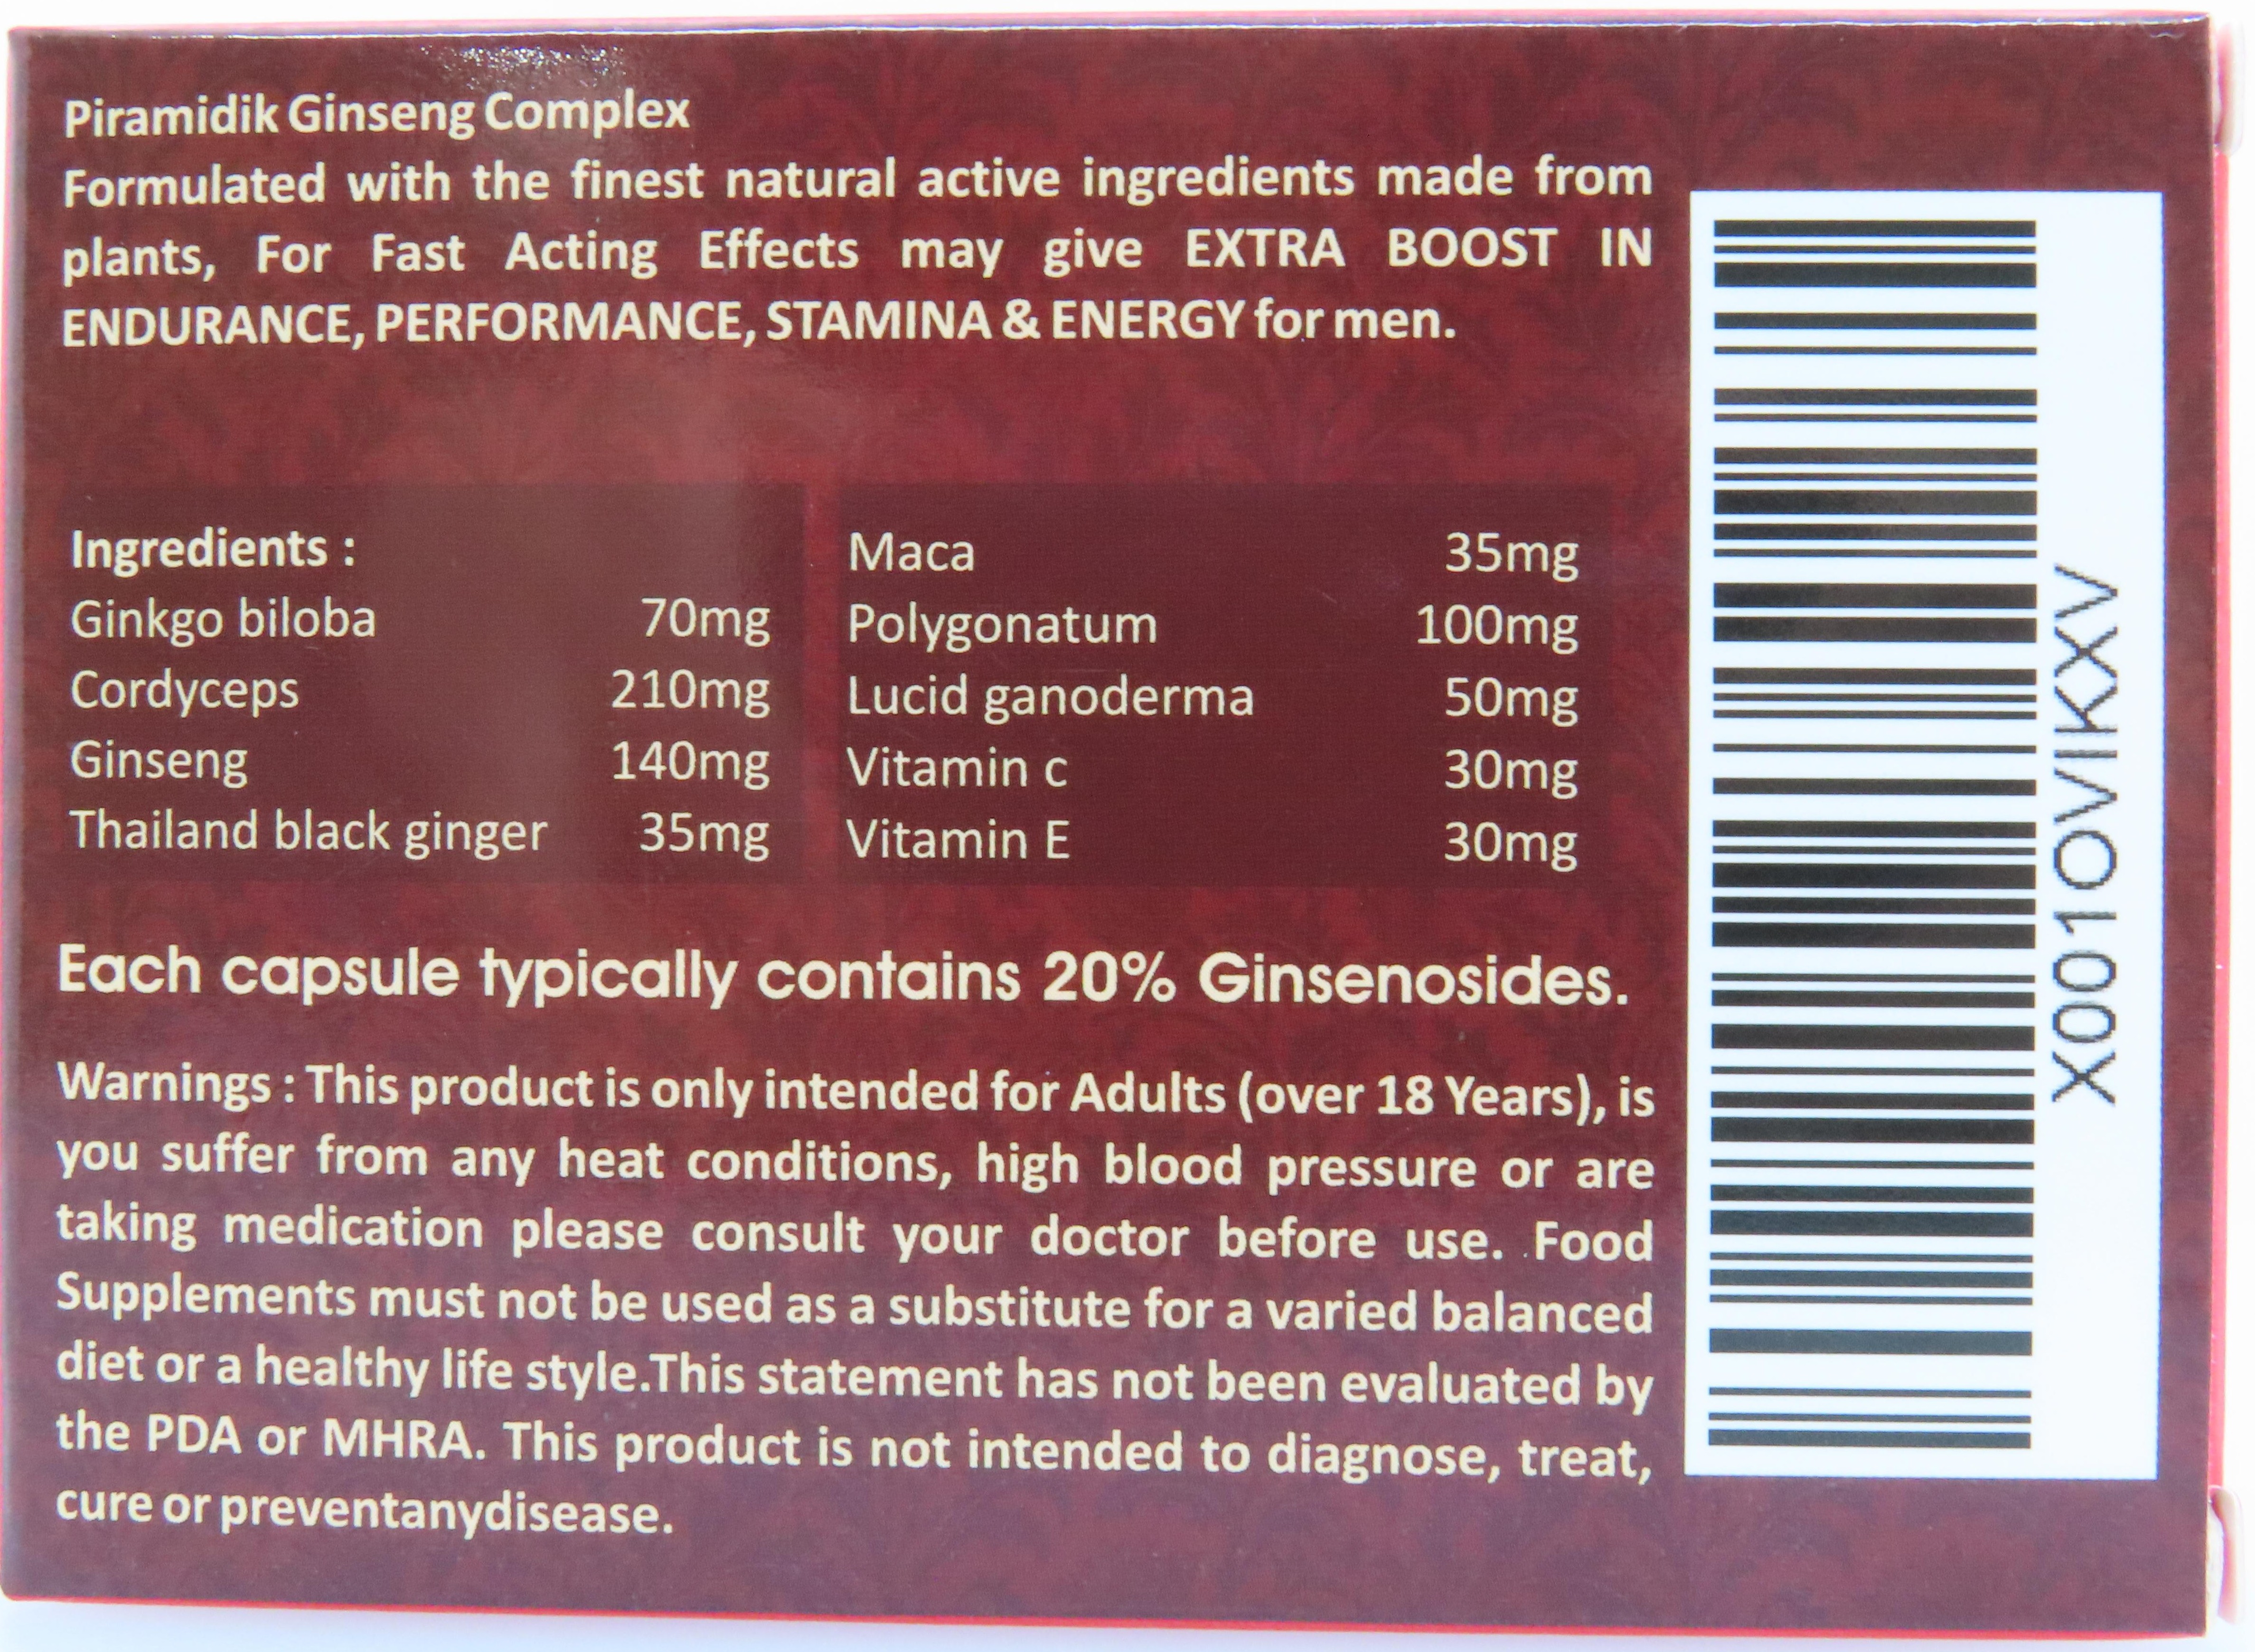 Piramidik Ginseng Complex
Formulated with the finest natural active ingredients made from
plants, For Fast Acting Effects may give EXTRA BOOST IN
ENDURANCE, PERFORMANCE, STAMINA & ENERGY for men.
Ingredients :
Ginkgo biloba 70mg
Cordyceps 210mg
Ginseng 140mg
Thailand black ginger 35mg
Maca 35mg
Polygonatum 100mg
Lucid ganoderma 50mg
Vitamin c 30mg
Vitamin E 30mg
Each capsule typically contains 20% Ginsenosides.
Warnings : This product is only intended for Adults (over 18 Years), is
you suffer from any heat conditions, high blood pressure or are
taking medication please consult your doctor before use. Food
Supplements must not be used as a substitute for a varied balanced
diet or a healthy life style.This statement has not been evaluated by
the PDA or MHRA. This product is not intended to diagnose, treat,
cure or preventanydisease.
X001OVIKXV